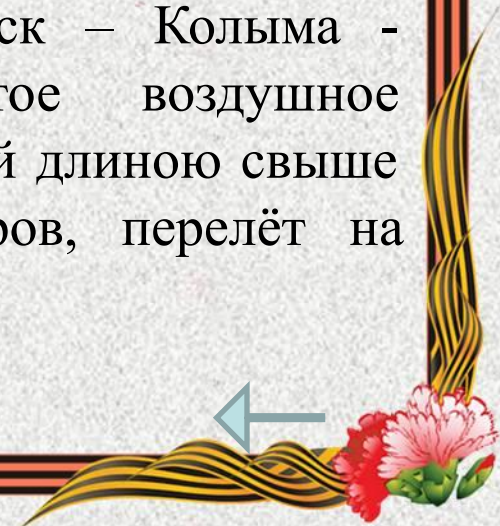 ск – Колыма -
тое воздушное
й длиною свыше
ров, перелёт на